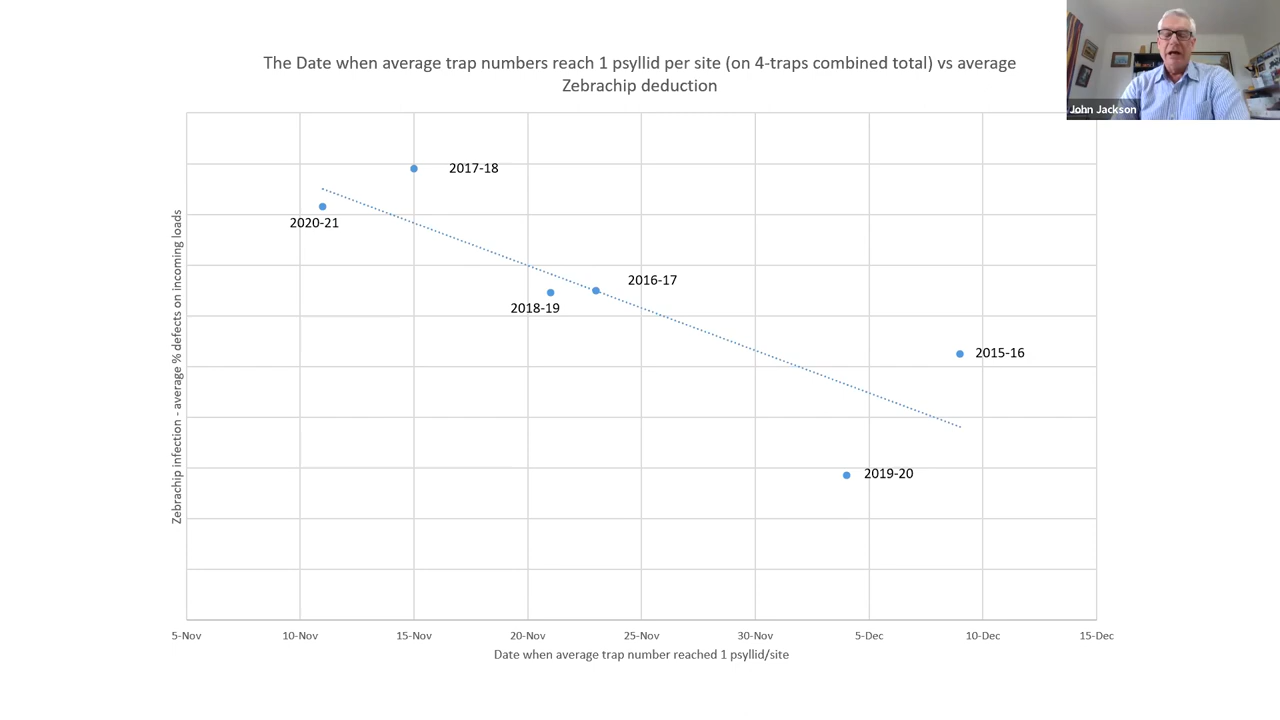 The Date when average trap numbers reach 1 psyllid per site (on 4-traps combined total) vs average
Zebrachip deduction
John Jackson
Zebrachip infection - average % defects on incoming loads
2017-18
2020-21
2016-17
2018-19
2015-16
2019-20
5-Nov 10-Nov 15-Nov 20-Nov 25-Nov 30-Nov 5-Dec 10-Dec 15-Dec
Date when average trap number reached 1 psyllid/site